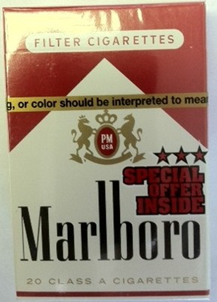 FILTER CIGARETTES
g, or color should be interpreted to mea
PM
USA
SPECIAL
OFFER
INSIDE
Marlboro
20 CLASS A CIGARETTES